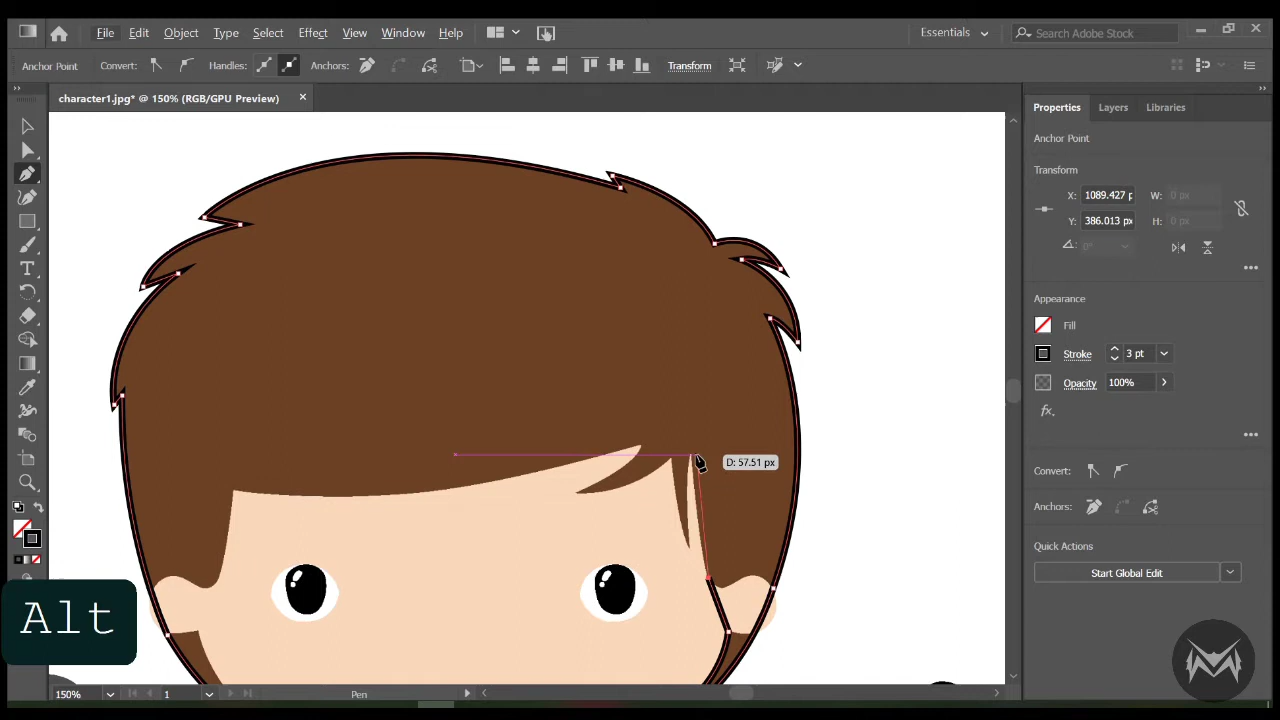 File Edit Object Type Select Effect View Window Help Essentials Search Adobe Stock
Anchor Point Convert: Handles: Anchors: Transform
character1.jpg* @ 150% (RGB/GPU Preview)
Properties Layers Libraries
Anchor Point
Transform
X: 1089.427 p W: 0 px
Y: 386.013 px H: 0 px
0°
Appearance
Fill
Stroke 3 pt
Opacity 100%
fx.
D: 57.51 px
Convert:
Anchors:
Quick Actions
Start Global Edit
Alt
150% 1 Pen